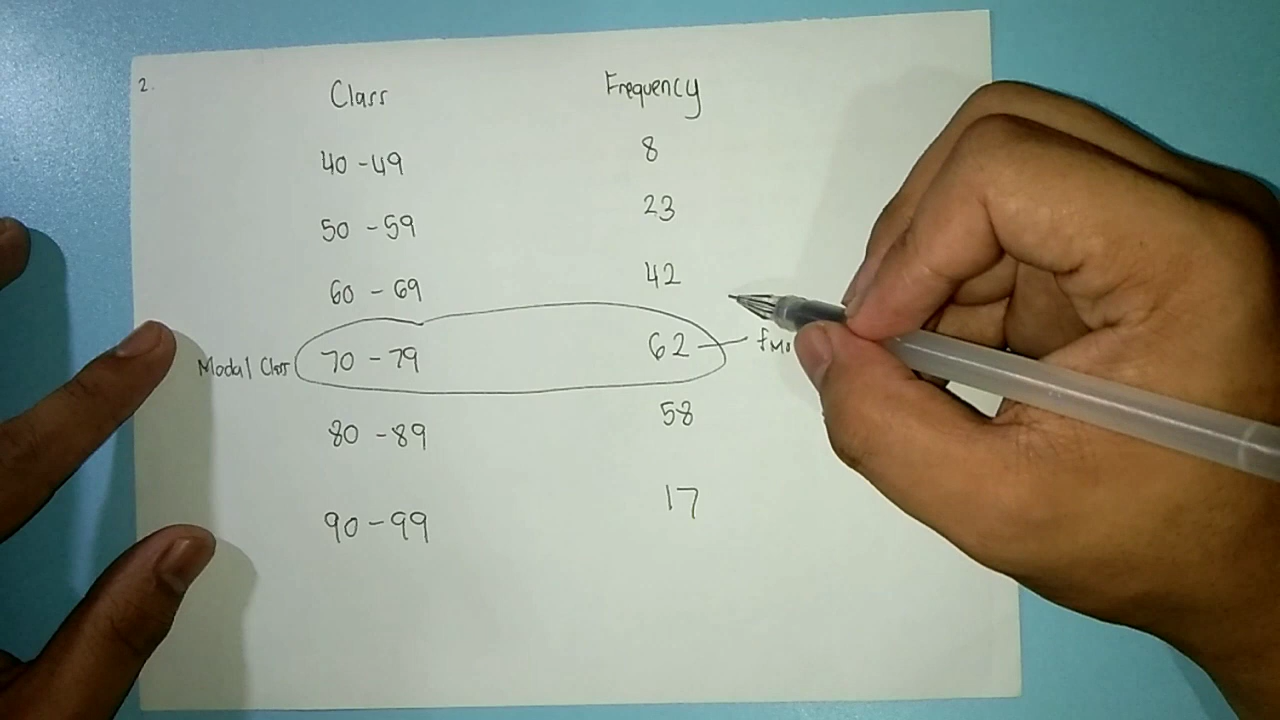 2.
Class Frequency
40 - 49 8
50 - 59 23
60 - 69 42
Modal Class 70 - 79 62
80 - 89 58
90 - 99 17